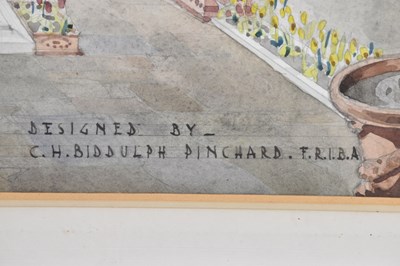 DESIGNED BY_
C.H.BIDDULPH PINCHARD.F.R.I.B.A